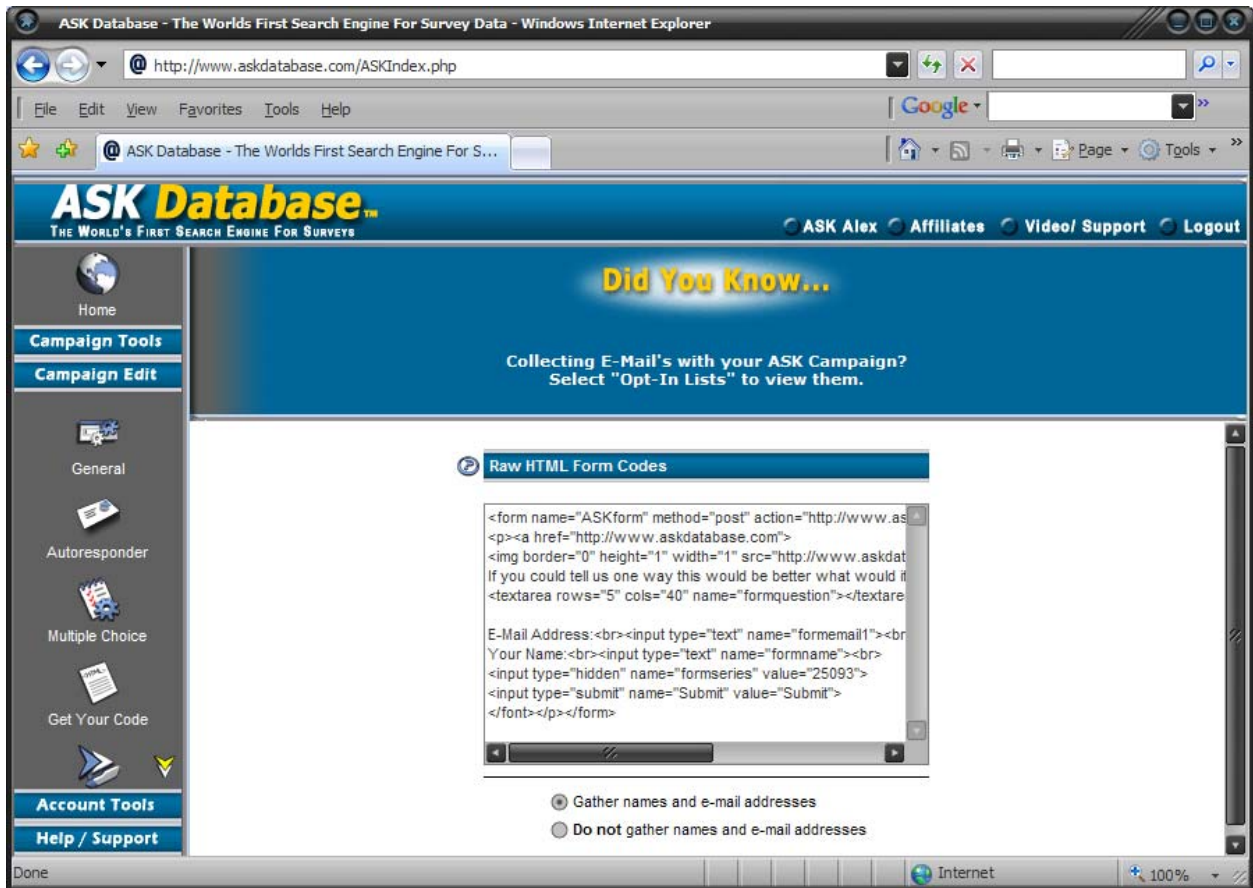 ASK Database - The Worlds First Search Engine For Survey Data - Windows Internet Explorer
http://www.askdatabase.com/ASKIndex.php
File Edit View Favorites Tools Help
Google
ASK Database - The Worlds First Search Engine For S...
Page Tools
ASK Database™
THE WORLD'S FIRST SEARCH ENGINE FOR SURVEYS
ASK Alex Affiliates Video/ Support Logout
Home
Campaign Tools
Campaign Edit
General
Autoresponder
Multiple Choice
Get Your Code
Account Tools
Help / Support
Did You Know...
Collecting E-Mail's with your ASK Campaign?
Select "Opt-In Lists" to view them.
Raw HTML Form Codes
<form name="ASKform" method="post" action="http://www.as
<p><a href="http://www.askdatabase.com">
<img border="0" height="1" width="1" src="http://www.askdat
If you could tell us one way this would be better what would i
<textarea rows="5" cols="40" name="formquestion"></textare
E-Mail Address:<br><input type="text" name="formemail1"><br
Your Name:<br><input type="text" name="formname"><br>
<input type="hidden" name="formseries" value="25093">
<input type="submit" name="Submit" value="Submit">
</font></p></form>
Gather names and e-mail addresses
Do not gather names and e-mail addresses
Done
Internet
100%